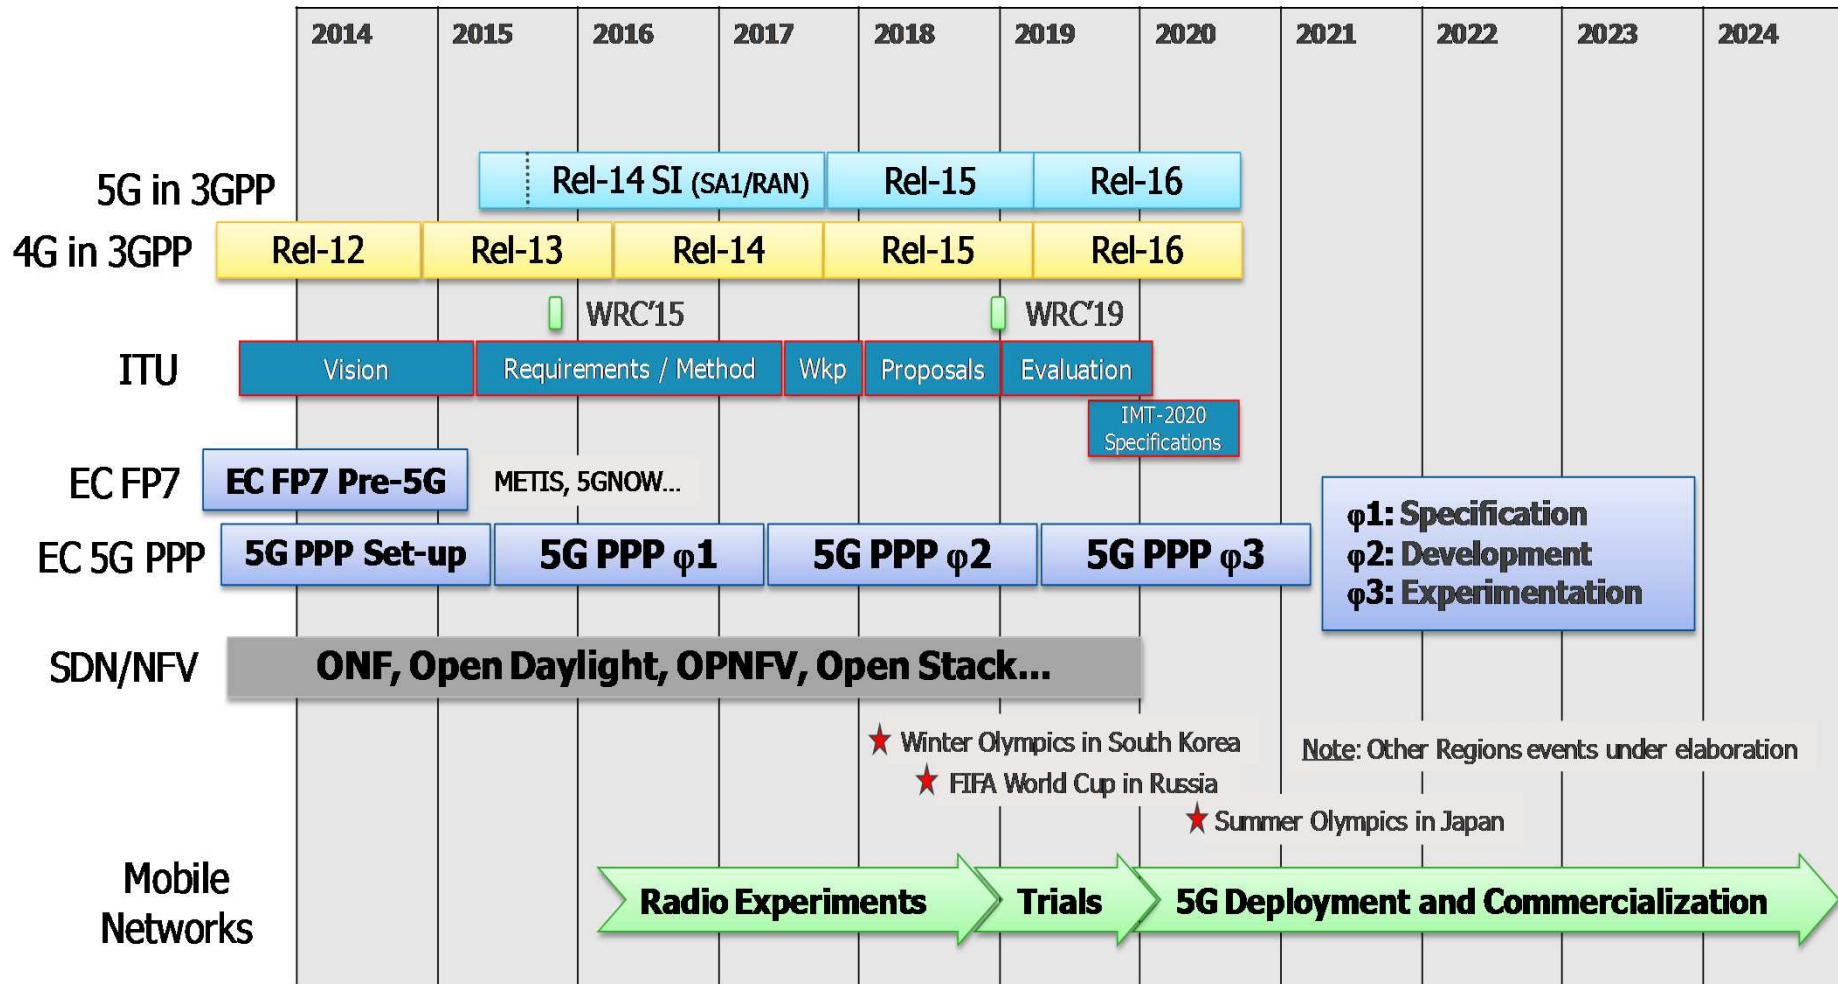 2014 2015 2016 2017 2018 2019 2020 2021 2022 2023 2024
5G in 3GPP
Rel-14 SI (SA1/RAN)
Rel-15
Rel-16
4G in 3GPP
Rel-12
Rel-13
Rel-14
Rel-15
Rel-16
WRC'15
WRC'19
ITU
Vision
Requirements / Method
Wkp
Proposals
Evaluation
IMT-2020
Specifications
EC FP7
EC FP7 Pre-5G
METIS, 5GNOW...
EC 5G PPP
5G PPP Set-up
5G PPP φ1
5G PPP φ2
5G PPP φ3
φ1: Specification
φ2: Development
φ3: Experimentation
SDN/NFV
ONF, Open Daylight, OPNFV, Open Stack...
Winter Olympics in South Korea
Note: Other Regions events under elaboration
FIFA World Cup in Russia
Summer Olympics in Japan
Mobile
Networks
Radio Experiments
Trials
5G Deployment and Commercialization